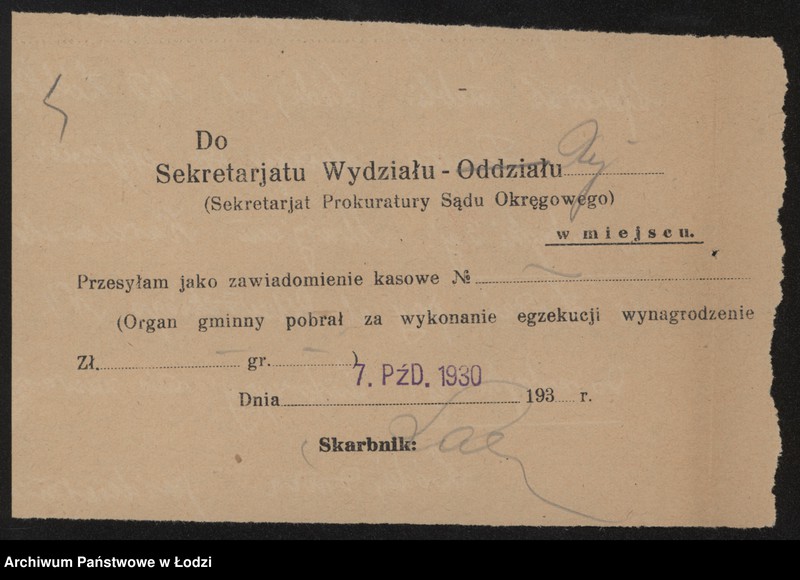 Do
Sekretarjatu Wydziału - Oddziału
(Sekretarjat Prokuratury Sądu Okręgowego)
w miejscu.
Przesyłam jako zawiadomienie kasowe №
(Organ gminny pobrał za wykonanie egzekucji wynagrodzenie
Zł. gr. )
7. PźD. 1930
Dnia 193 r.
Skarbnik:
Archiwum Państwowe w Łodzi